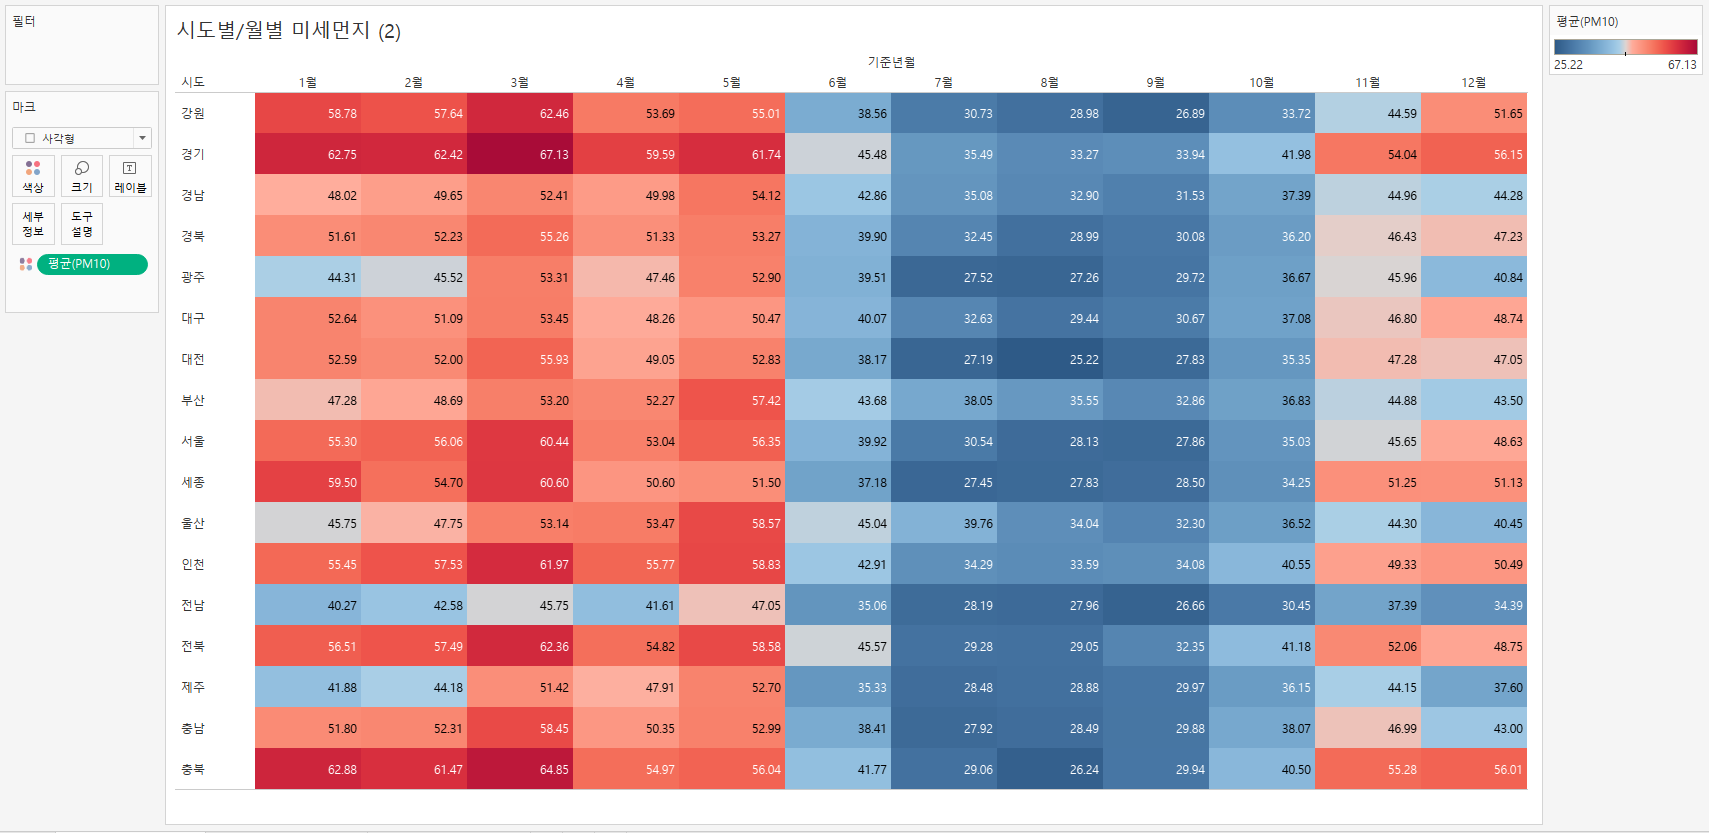 필터
마크
사각형
색상 크기 레이블
세부 정보 도구 설명
평균(PM10)
시도별/월별 미세먼지 (2)
기준년월
시도 1월 2월 3월 4월 5월 6월 7월 8월 9월 10월 11월 12월
강원 58.78 57.64 62.46 53.69 55.01 38.56 30.73 28.98 26.89 33.72 44.59 51.65
경기 62.75 62.42 67.13 59.59 61.74 45.48 35.49 33.27 33.94 41.98 54.04 56.15
경남 48.02 49.65 52.41 49.98 54.12 42.86 35.08 32.90 31.53 37.39 44.96 44.28
경북 51.61 52.23 55.26 51.33 53.27 39.90 32.45 28.99 30.08 36.20 46.43 47.23
광주 44.31 45.52 53.31 47.46 52.90 39.51 27.52 27.26 29.72 36.67 45.96 40.84
대구 52.64 51.09 53.45 48.26 50.47 40.07 32.63 29.44 30.67 37.08 46.80 48.74
대전 52.59 52.00 55.93 49.05 52.83 38.17 27.19 25.22 27.83 35.35 47.28 47.05
부산 47.28 48.69 53.20 52.27 57.42 43.68 38.05 35.55 32.86 36.83 44.88 43.50
서울 55.30 56.06 60.44 53.04 56.35 39.92 30.54 28.13 27.86 35.03 45.65 48.63
세종 59.50 54.70 60.60 50.60 51.50 37.18 27.45 27.83 28.50 34.25 51.25 51.13
울산 45.75 47.75 53.14 53.47 58.57 45.04 39.76 34.04 32.30 36.52 44.30 40.45
인천 55.45 57.53 61.97 55.77 58.83 42.91 34.29 33.59 34.08 40.55 49.33 50.49
전남 40.27 42.58 45.75 41.61 47.05 35.06 28.19 27.96 26.66 30.45 37.39 34.39
전북 56.51 57.49 62.36 54.82 58.58 45.57 29.28 29.05 32.35 41.18 52.06 48.75
제주 41.88 44.18 51.42 47.91 52.70 35.33 28.48 28.88 29.97 36.15 44.15 37.60
충남 51.80 52.31 58.45 50.35 52.99 38.41 27.92 28.49 29.88 38.07 46.99 43.00
충북 62.88 61.47 64.85 54.97 56.04 41.77 29.06 26.24 29.94 40.50 55.28 56.01
평균(PM10)
25.22 67.13